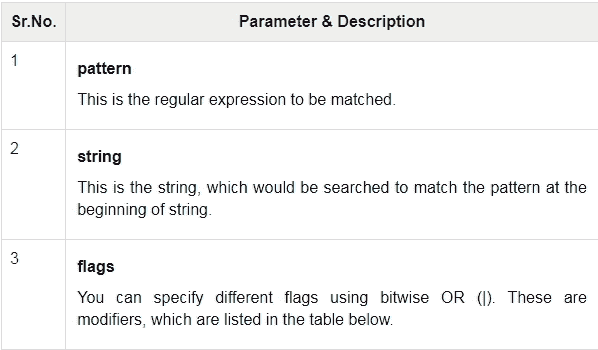 Sr.No. Parameter & Description
1
pattern
This is the regular expression to be matched.
2
string
This is the string, which would be searched to match the pattern at the
beginning of string.
3
flags
You can specify different flags using bitwise OR (|). These are
modifiers, which are listed in the table below.